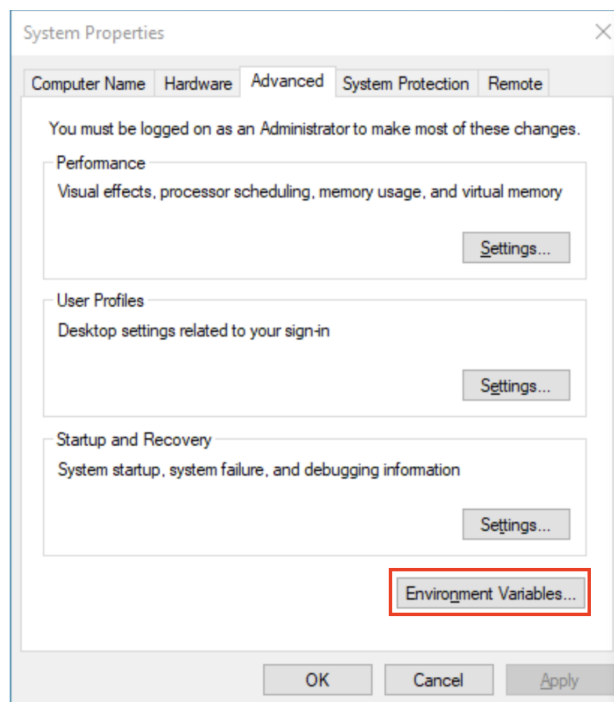 System Properties
Computer Name Hardware Advanced System Protection Remote
You must be logged on as an Administrator to make most of these changes.
Performance
Visual effects, processor scheduling, memory usage, and virtual memory
Settings...
User Profiles
Desktop settings related to your sign-in
Settings...
Startup and Recovery
System startup, system failure, and debugging information
Settings...
Environment Variables...
OK Cancel Apply